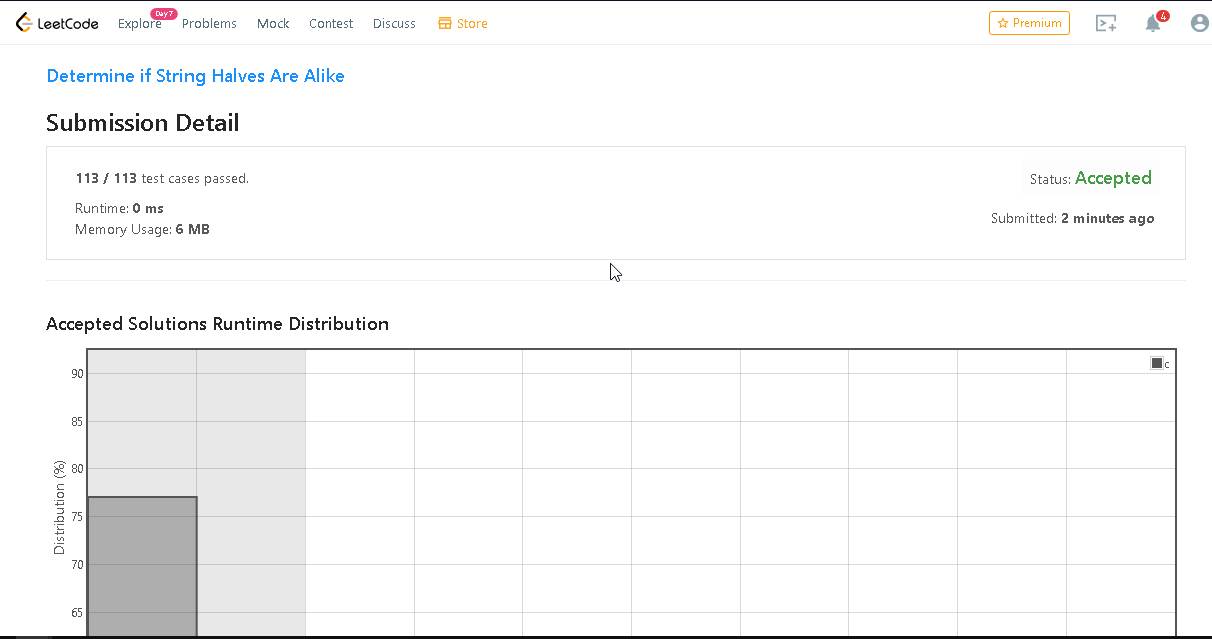 LeetCode Explore Day 7 Problems Mock Contest Discuss Store Premium 4
Determine if String Halves Are Alike
Submission Detail
113 / 113 test cases passed.
Status: Accepted
Runtime: 0 ms
Submitted: 2 minutes ago
Memory Usage: 6 MB
Accepted Solutions Runtime Distribution
c
90
85
80
75
70
65
Distribution (%)